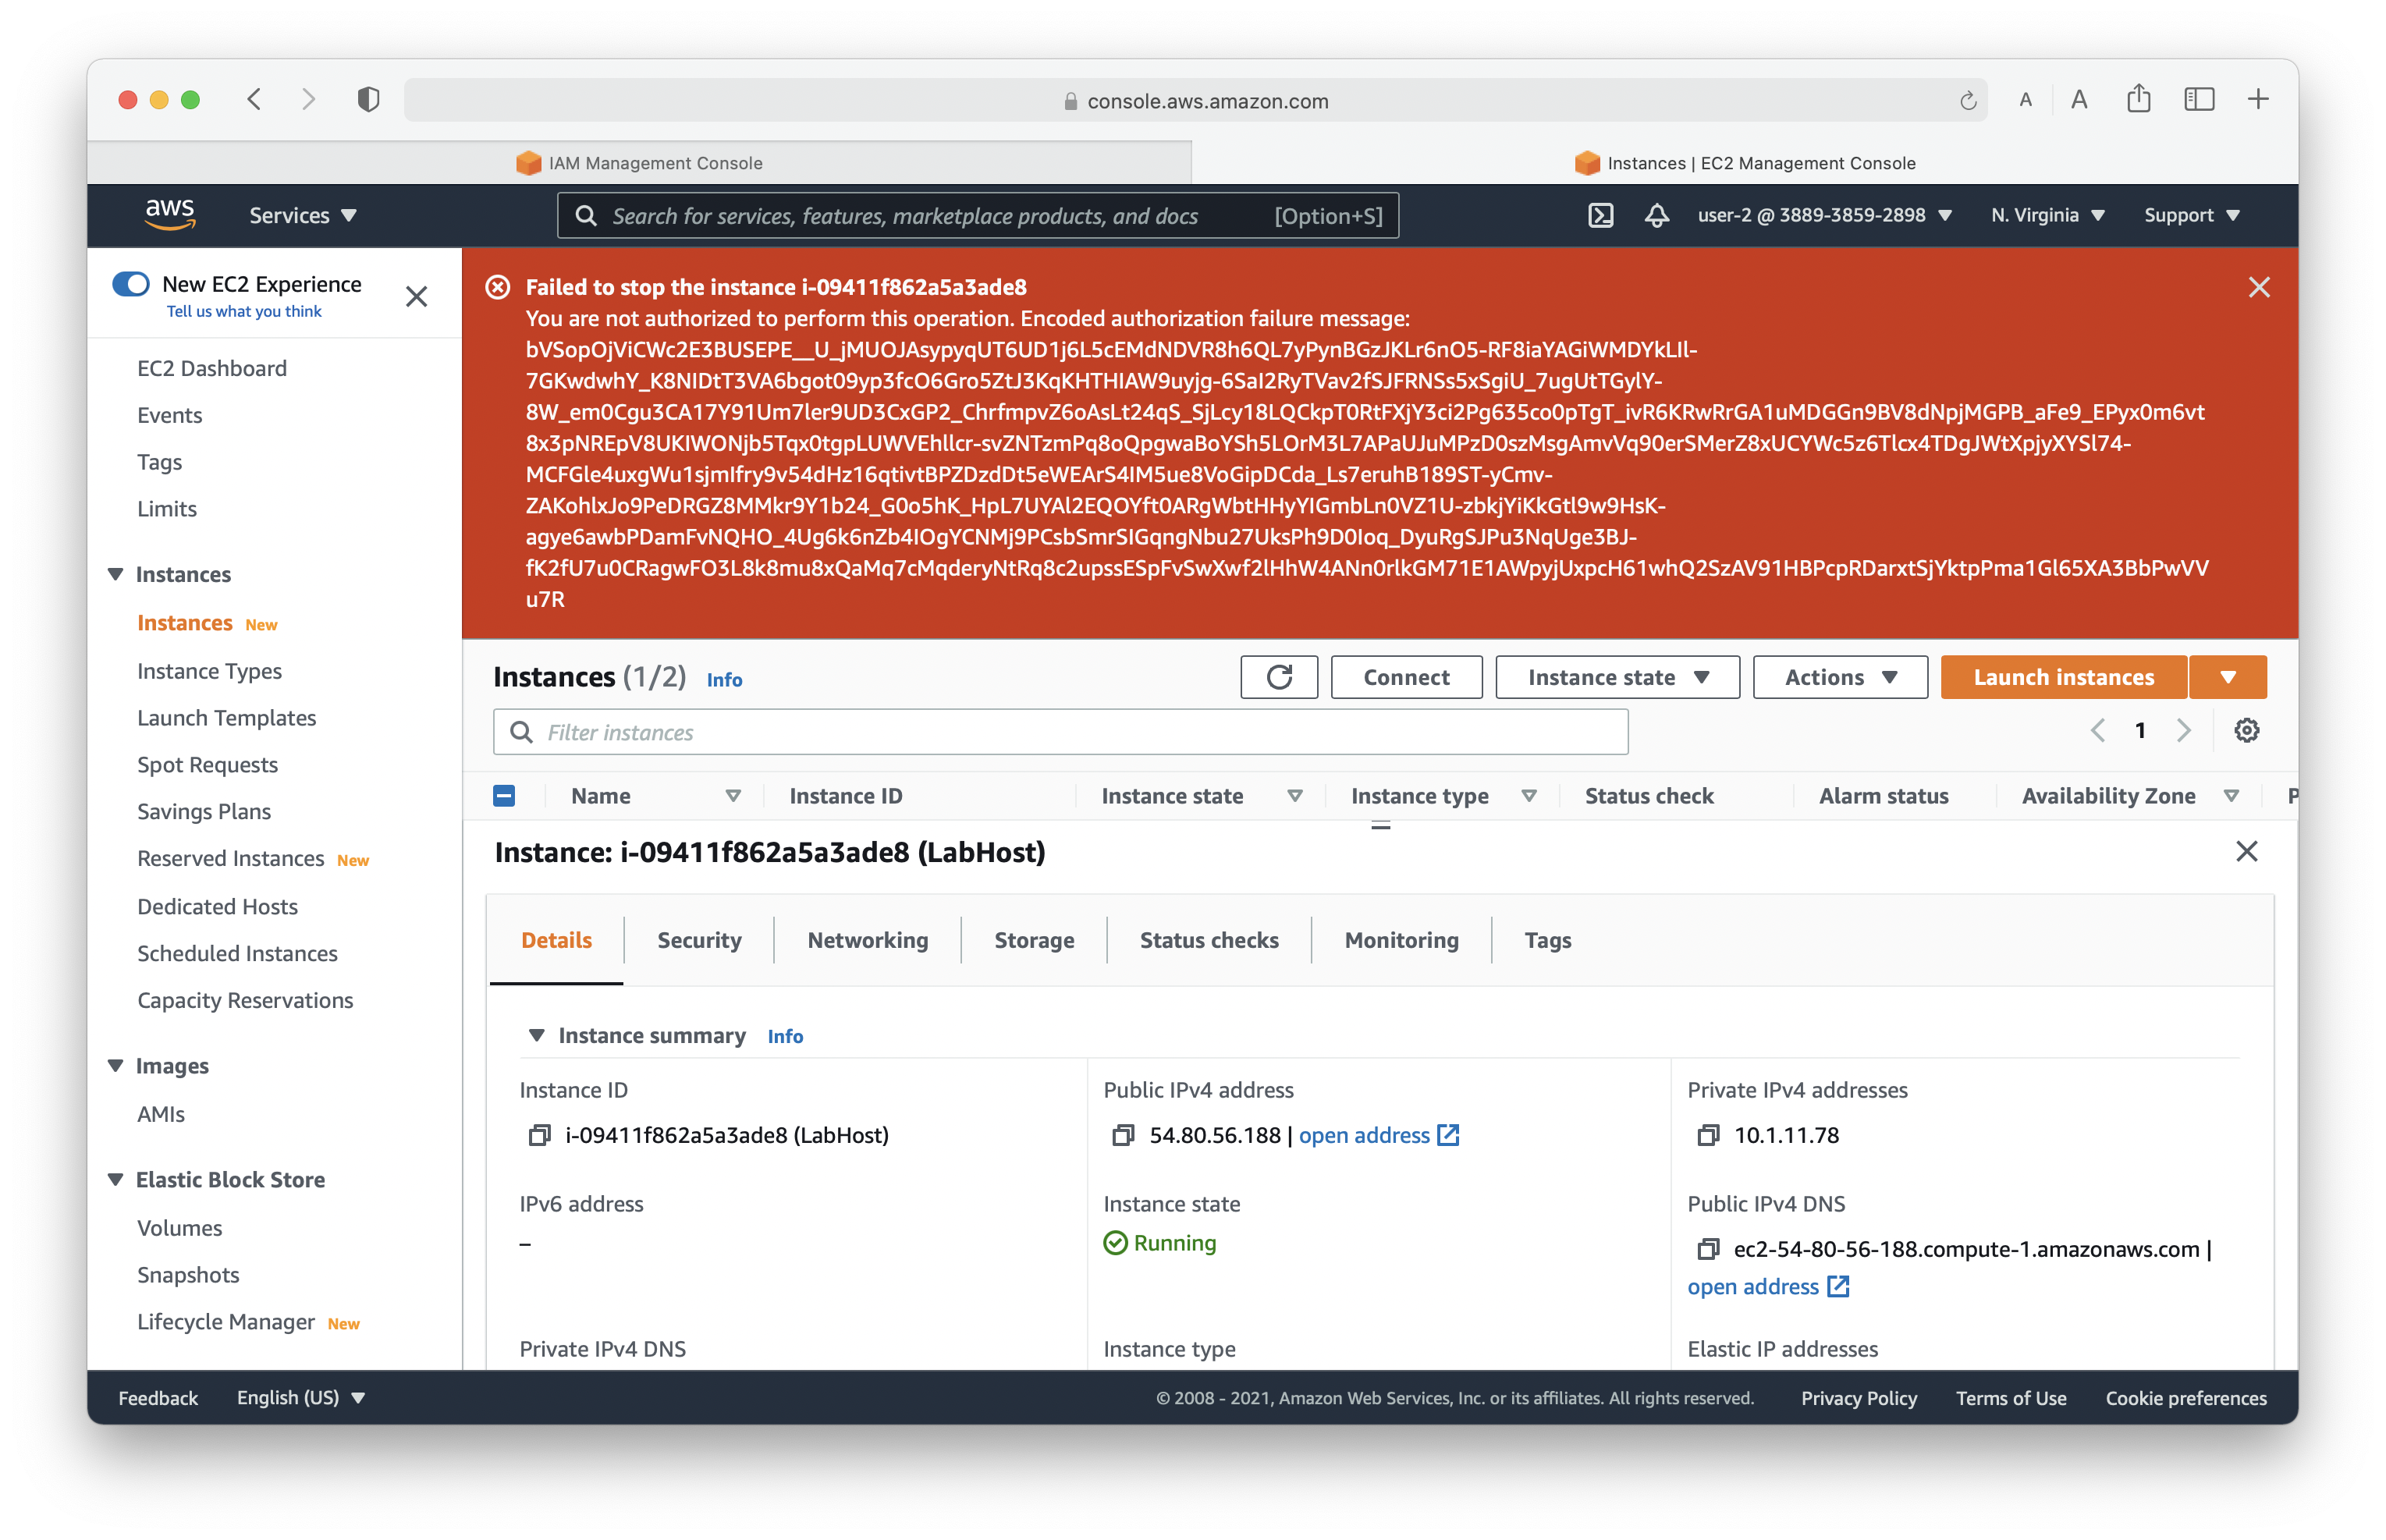 console.aws.amazon.com
A A
IAM Management Console
Instances | EC2 Management Console
aws
Services
Search for services, features, marketplace products, and docs [Option+S]
user-2 @ 3889-3859-2898
N. Virginia
Support
New EC2 Experience
Tell us what you think
EC2 Dashboard
Events
Tags
Limits
Instances
Instances New
Instance Types
Launch Templates
Spot Requests
Savings Plans
Reserved Instances New
Dedicated Hosts
Scheduled Instances
Capacity Reservations
Images
AMIs
Elastic Block Store
Volumes
Snapshots
Lifecycle Manager New
Failed to stop the instance i-09411f862a5a3ade8
You are not authorized to perform this operation. Encoded authorization failure message:
bVSopOjViCWc2E3BUSEPE__U_jMUOJAsypyqUT6UD1j6L5cEMdNDVR8h6QL7yPynBGzJKLr6nO5-RF8iaYAGiWMDYkLIl-
7GKwdwhY_K8NIDtT3VA6bgot09yp3fcO6Gro5ZtJ3KqKHTHIAW9uyjg-6SaI2RyTVav2fSJFRNSs5xSgiU_7ugUtTGylY-
8W_em0Cgu3CA17Y91Um7ler9UD3CxGP2_ChrfmpvZ6oAsLt24qS_SjLcy18LQCkpT0RtFXjY3ci2Pg635co0pTgT_ivR6KRwRrGA1uMDGGn9BV8dNpjMGPB_aFe9_EPyx0m6vt
8x3pNREpV8UKIWONjb5Tqx0tgpLUWVEhllcr-svZNTzmPq8oQpgwaBoYSh5LOrM3L7APaUJuMPzD0szMsgAmvVq90erSMerZ8xUCYWc5z6Tlcx4TDgJWtXpjyXYSl74-
MCFGle4uxgWu1sjmIfry9v54dHz16qtivtBPZDzdDt5eWEArS4IM5ue8VoGipDCda_Ls7eruhB189ST-yCmv-
ZAKohlxJo9PeDRGZ8MMkr9Y1b24_G0o5hK_HpL7UYAl2EQOYft0ARgWbtHHyYIGmbLn0VZ1U-zbkjYiKkGtl9w9HsK-
agye6awbPDamFvNQHO_4Ug6k6nZb4IOgYCNMj9PCsbSmrSIGqngNbu27UksPh9D0Ioq_DyuRgSJPu3NqUge3BJ-
fK2fU7u0CRagwFO3L8k8mu8xQaMq7cMqderyNtRq8c2upssESpFvSwXwf2lHhW4ANn0rlkGM71E1AWpyjUxpcH61whQ2SzAV91HBPcpRDarxtSjYktpPma1Gl65XA3BbPwVV
u7R
Instances (1/2) Info
Connect
Instance state
Actions
Launch instances
Filter instances
1
Name
Instance ID
Instance state
Instance type
Status check
Alarm status
Availability Zone
P
Instance: i-09411f862a5a3ade8 (LabHost)
Details
Security
Networking
Storage
Status checks
Monitoring
Tags
Instance summary Info
Instance ID
i-09411f862a5a3ade8 (LabHost)
Public IPv4 address
54.80.56.188 | open address
Private IPv4 addresses
10.1.11.78
IPv6 address
–
Instance state
Running
Public IPv4 DNS
ec2-54-80-56-188.compute-1.amazonaws.com |
open address
Private IPv4 DNS
Instance type
Elastic IP addresses
Feedback
English (US)
© 2008 - 2021, Amazon Web Services, Inc. or its affiliates. All rights reserved.
Privacy Policy
Terms of Use
Cookie preferences